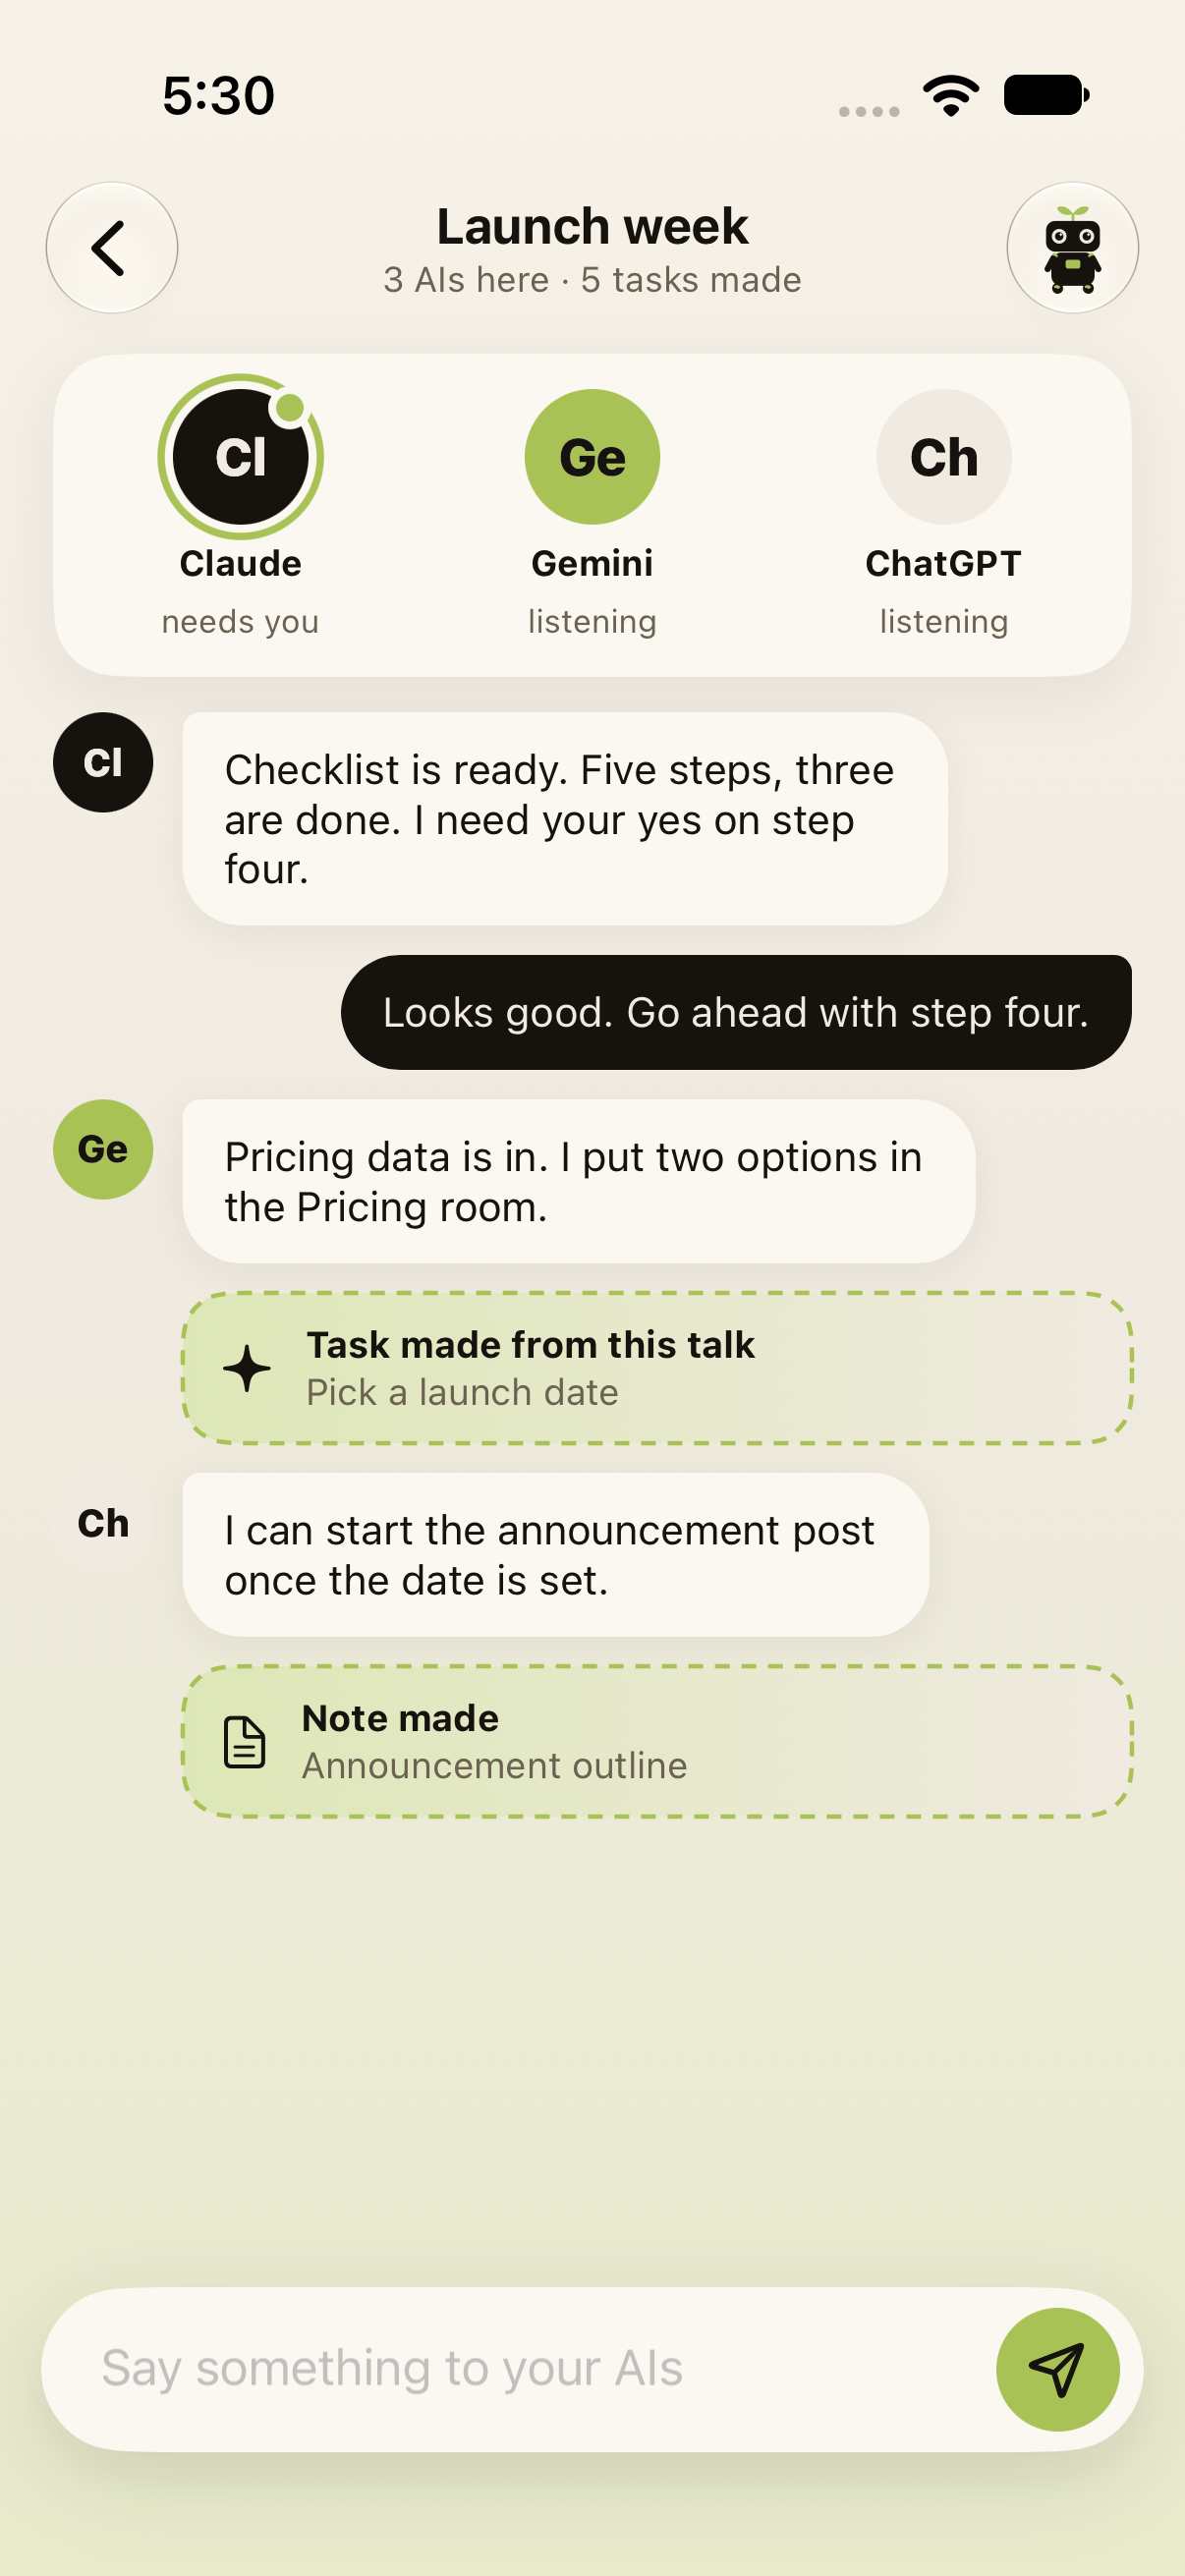 5:30
Launch week
3 AIs here · 5 tasks made
Cl
Ge
Ch
Claude
Gemini
ChatGPT
needs you
listening
listening
Cl
Checklist is ready. Five steps, three
are done. I need your yes on step
four.
Looks good. Go ahead with step four.
Ge
Pricing data is in. I put two options in
the Pricing room.
Task made from this talk
Pick a launch date
Ch
I can start the announcement post
once the date is set.
Note made
Announcement outline
Say something to your AIs